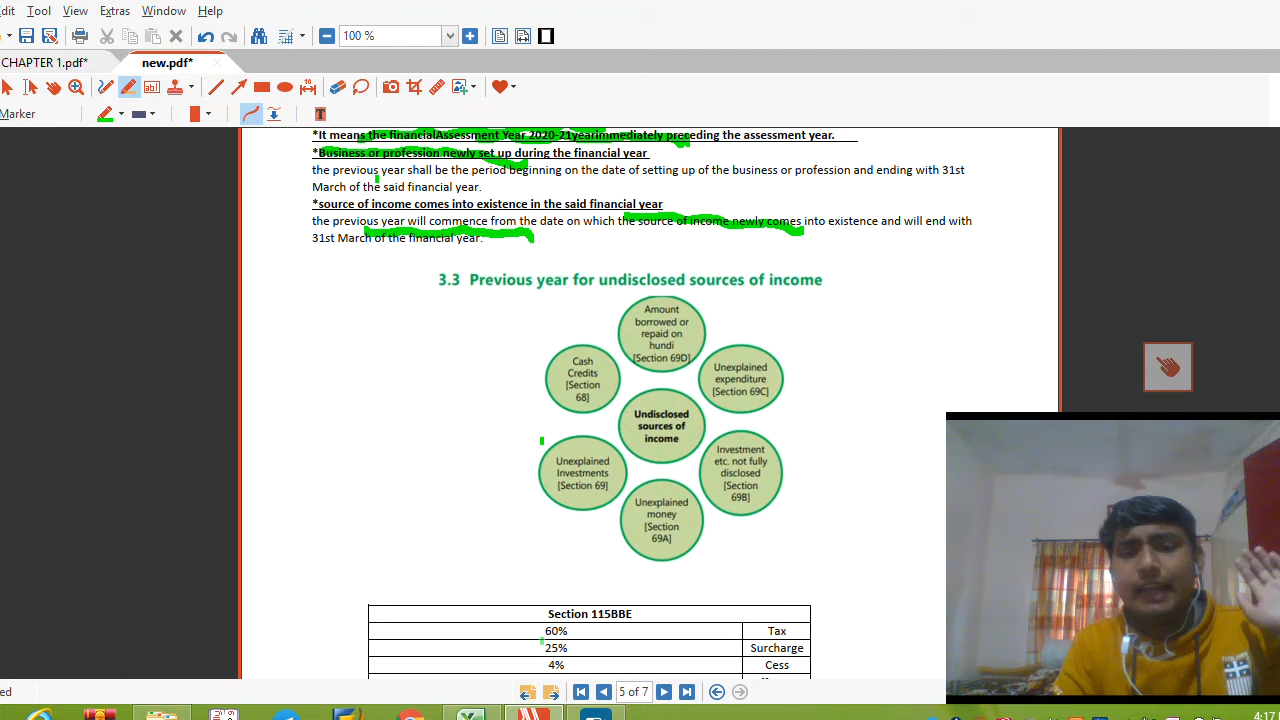 dit Tool View Extras Window Help
100 %
CHAPTER 1.pdf* new.pdf*
10
Marker T
*It means the financialAssessment Year 2020-21yearimmediately preceding the assessment year.
*Business or profession newly set up during the financial year
the previous year shall be the period beginning on the date of setting up of the business or profession and ending with 31st
March of the said financial year.
*source of income comes into existence in the said financial year
the previous year will commence from the date on which the source of income newly comes into existence and will end with
31st March of the financial year.
3.3 Previous year for undisclosed sources of income
Amount
borrowed or
repaid on
hundi
[Section 69D]
Cash
Credits
[Section
68]
Unexplained
expenditure
[Section 69C]
Undisclosed
sources of
income
Unexplained
Investments
[Section 69]
Investment
etc. not fully
disclosed
[Section
69B]
Unexplained
money
[Section
69A]
Section 115BBE
60% Tax
25% Surcharge
4% Cess
ed 5 of 7
4:17